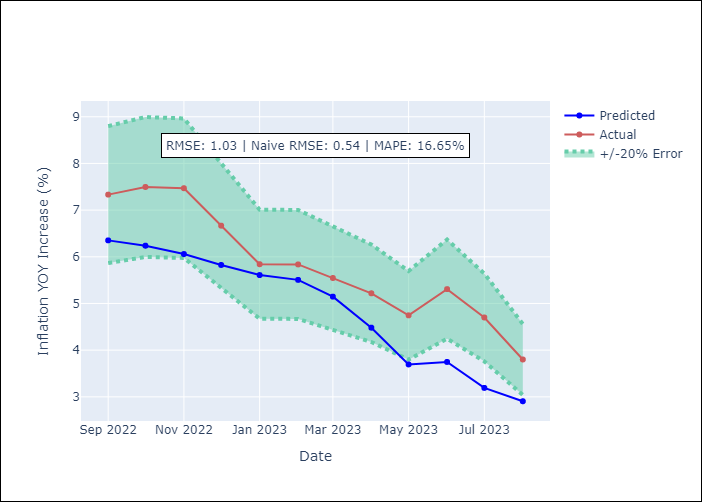 RMSE: 1.03 | Naive RMSE: 0.54 | MAPE: 16.65%
Predicted
Actual
+/-20% Error
Inflation YOY Increase (%)
9
8
7
6
5
4
3
Sep 2022
Nov 2022
Jan 2023
Mar 2023
May 2023
Jul 2023
Date